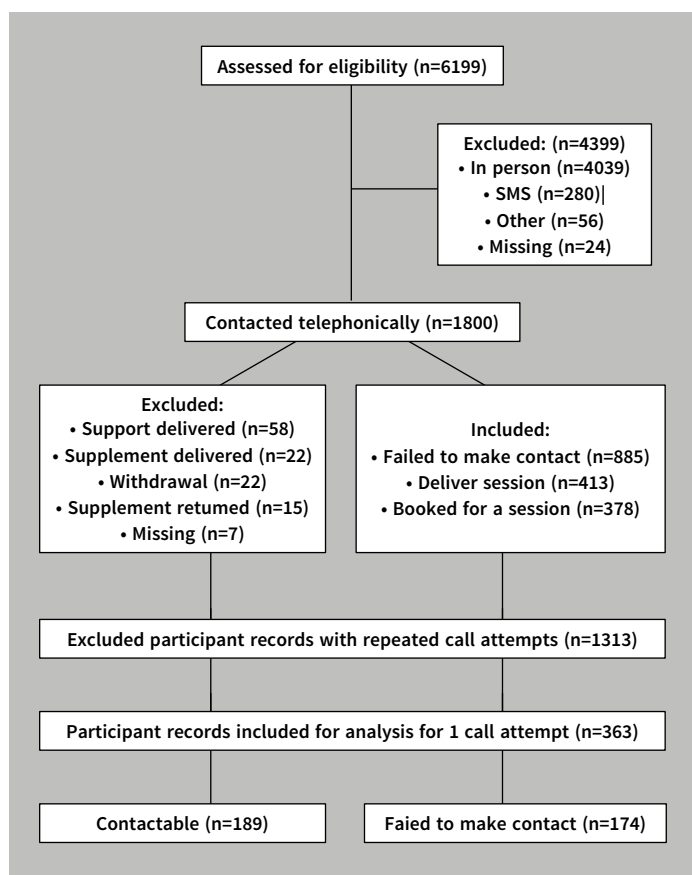 Assessed for eligibility (n=6199)
Excluded: (n=4399)
• In person (n=4039)
• SMS (n=280)|
• Other (n=56)
• Missing (n=24)
Contacted telephonically (n=1800)
Excluded:
• Support delivered (n=58)
• Supplement delivered (n=22)
• Withdrawal (n=22)
• Supplement retumed (n=15)
• Missing (n=7)
Included:
• Failed to make contact (n=885)
• Deliver session (n=413)
• Booked for a session (n=378)
Excluded participant records with repeated call attempts (n=1313)
Participant records included for analysis for 1 call attempt (n=363)
Contactable (n=189)
Faied to make contact (n=174)